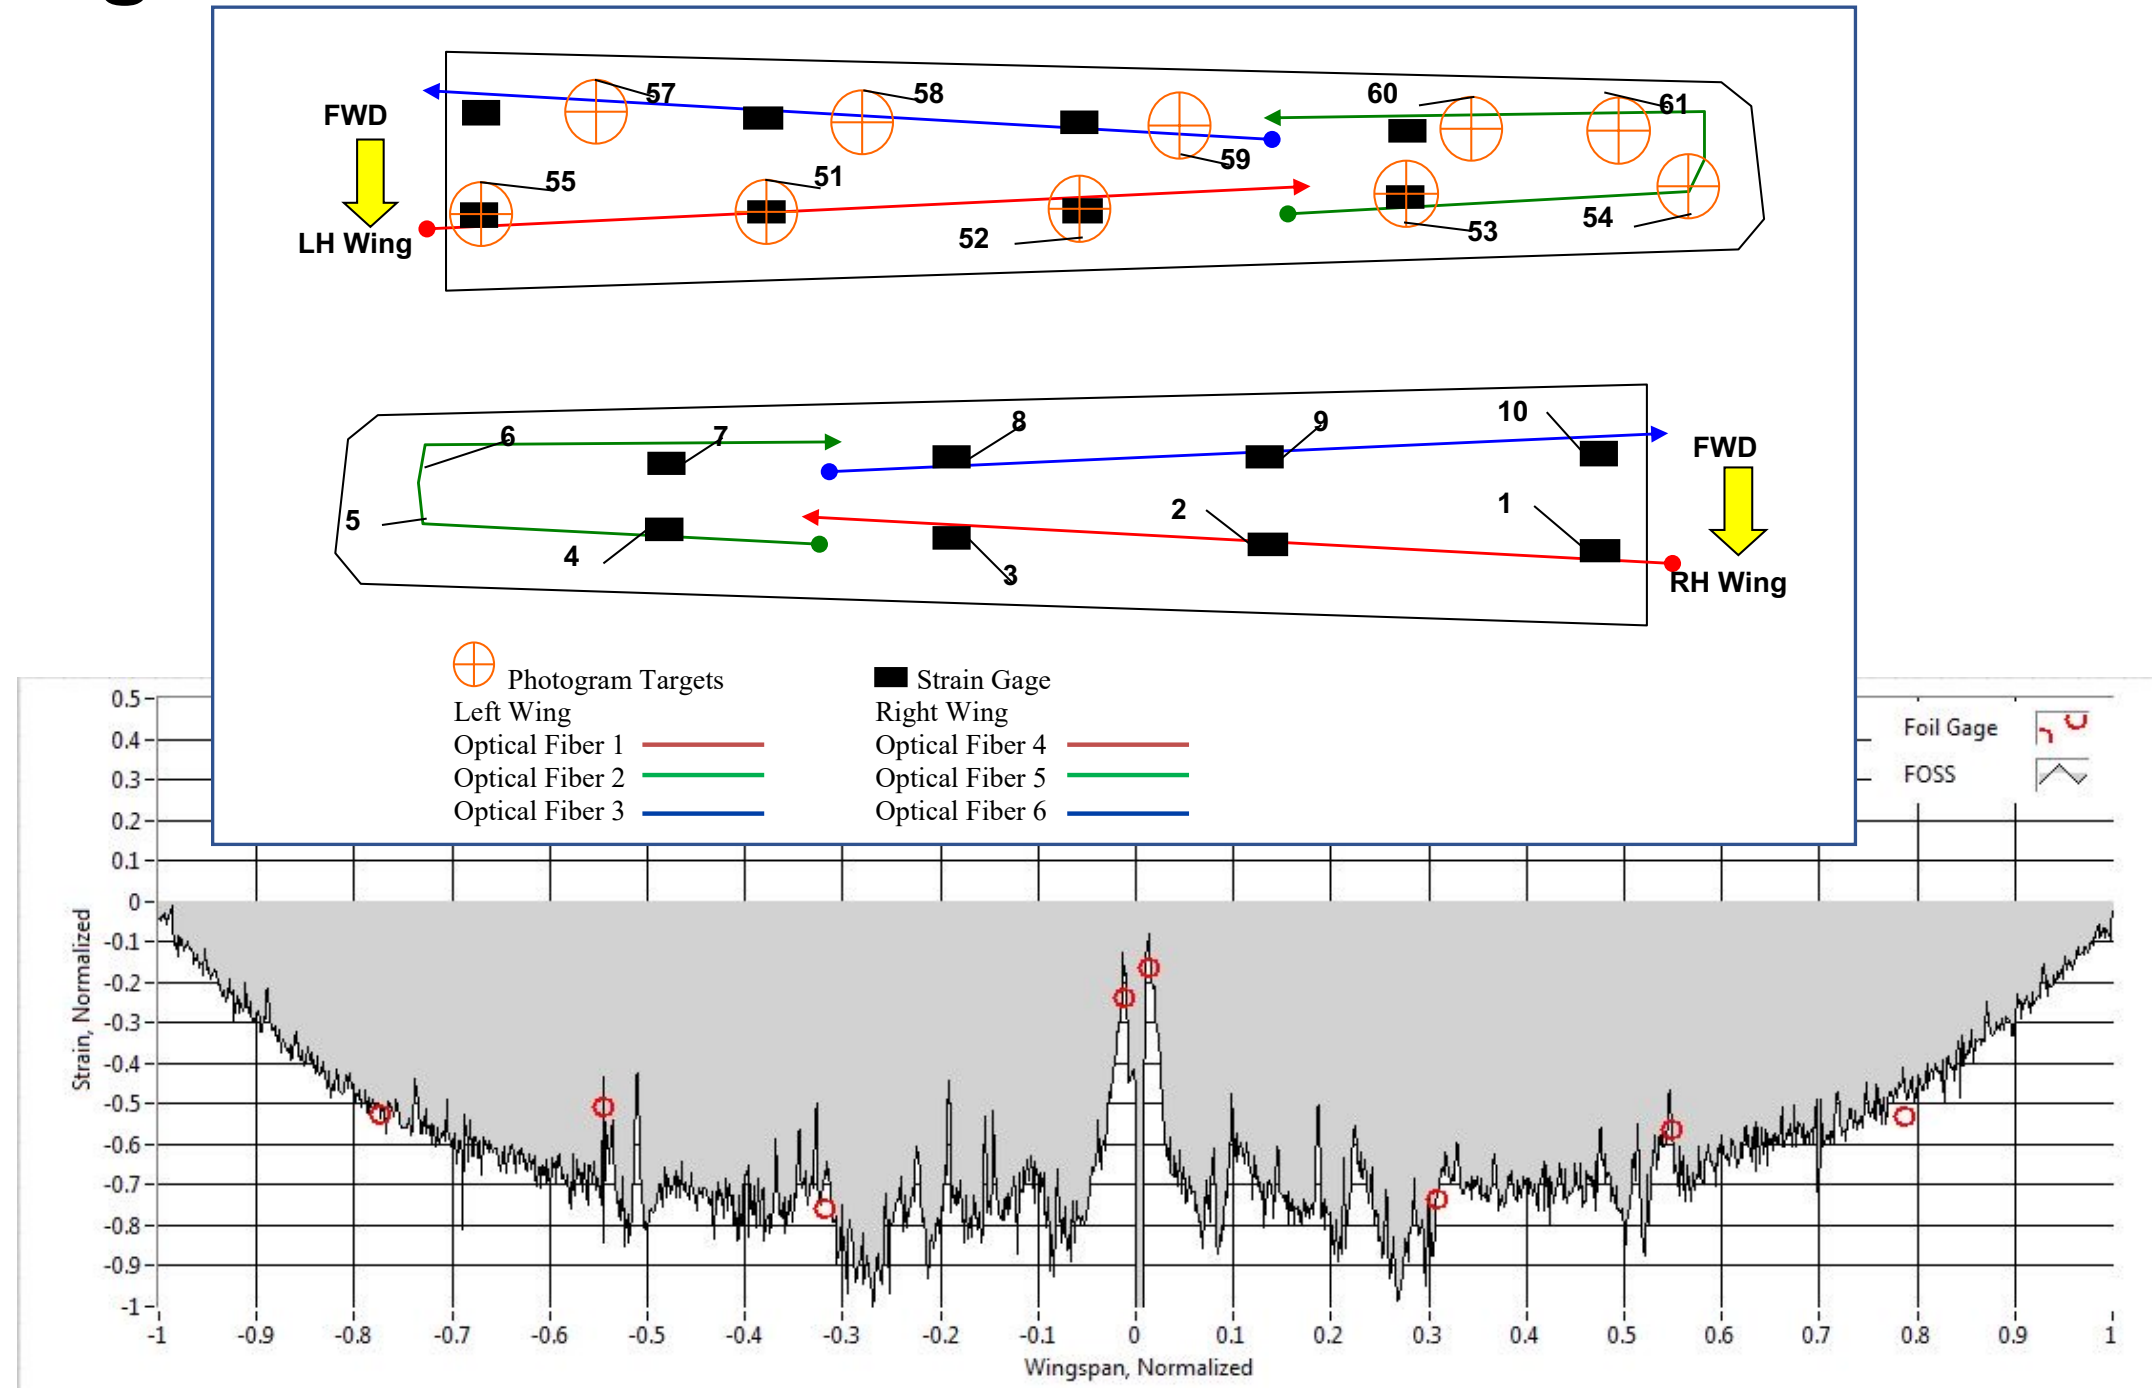 57
58
60
61
FWD
59
55
51
52
53
54
LH Wing
6
7
8
9
10
FWD
5
4
3
2
1
RH Wing
Photogram Targets
Strain Gage
Left Wing
Right Wing
Optical Fiber 1
Optical Fiber 4
Optical Fiber 2
Optical Fiber 5
Optical Fiber 3
Optical Fiber 6
Foil Gage
FOSS
0.5
0.4
0.3
0.2
0.1
0
-0.1
-0.2
-0.3
-0.4
-0.5
-0.6
-0.7
-0.8
-0.9
-1
Strain, Normalized
-1 -0.9 -0.8 -0.7 -0.6 -0.5 -0.4 -0.3 -0.2 -0.1 0 0.1 0.2 0.3 0.4 0.5 0.6 0.7 0.8 0.9 1
Wingspan, Normalized